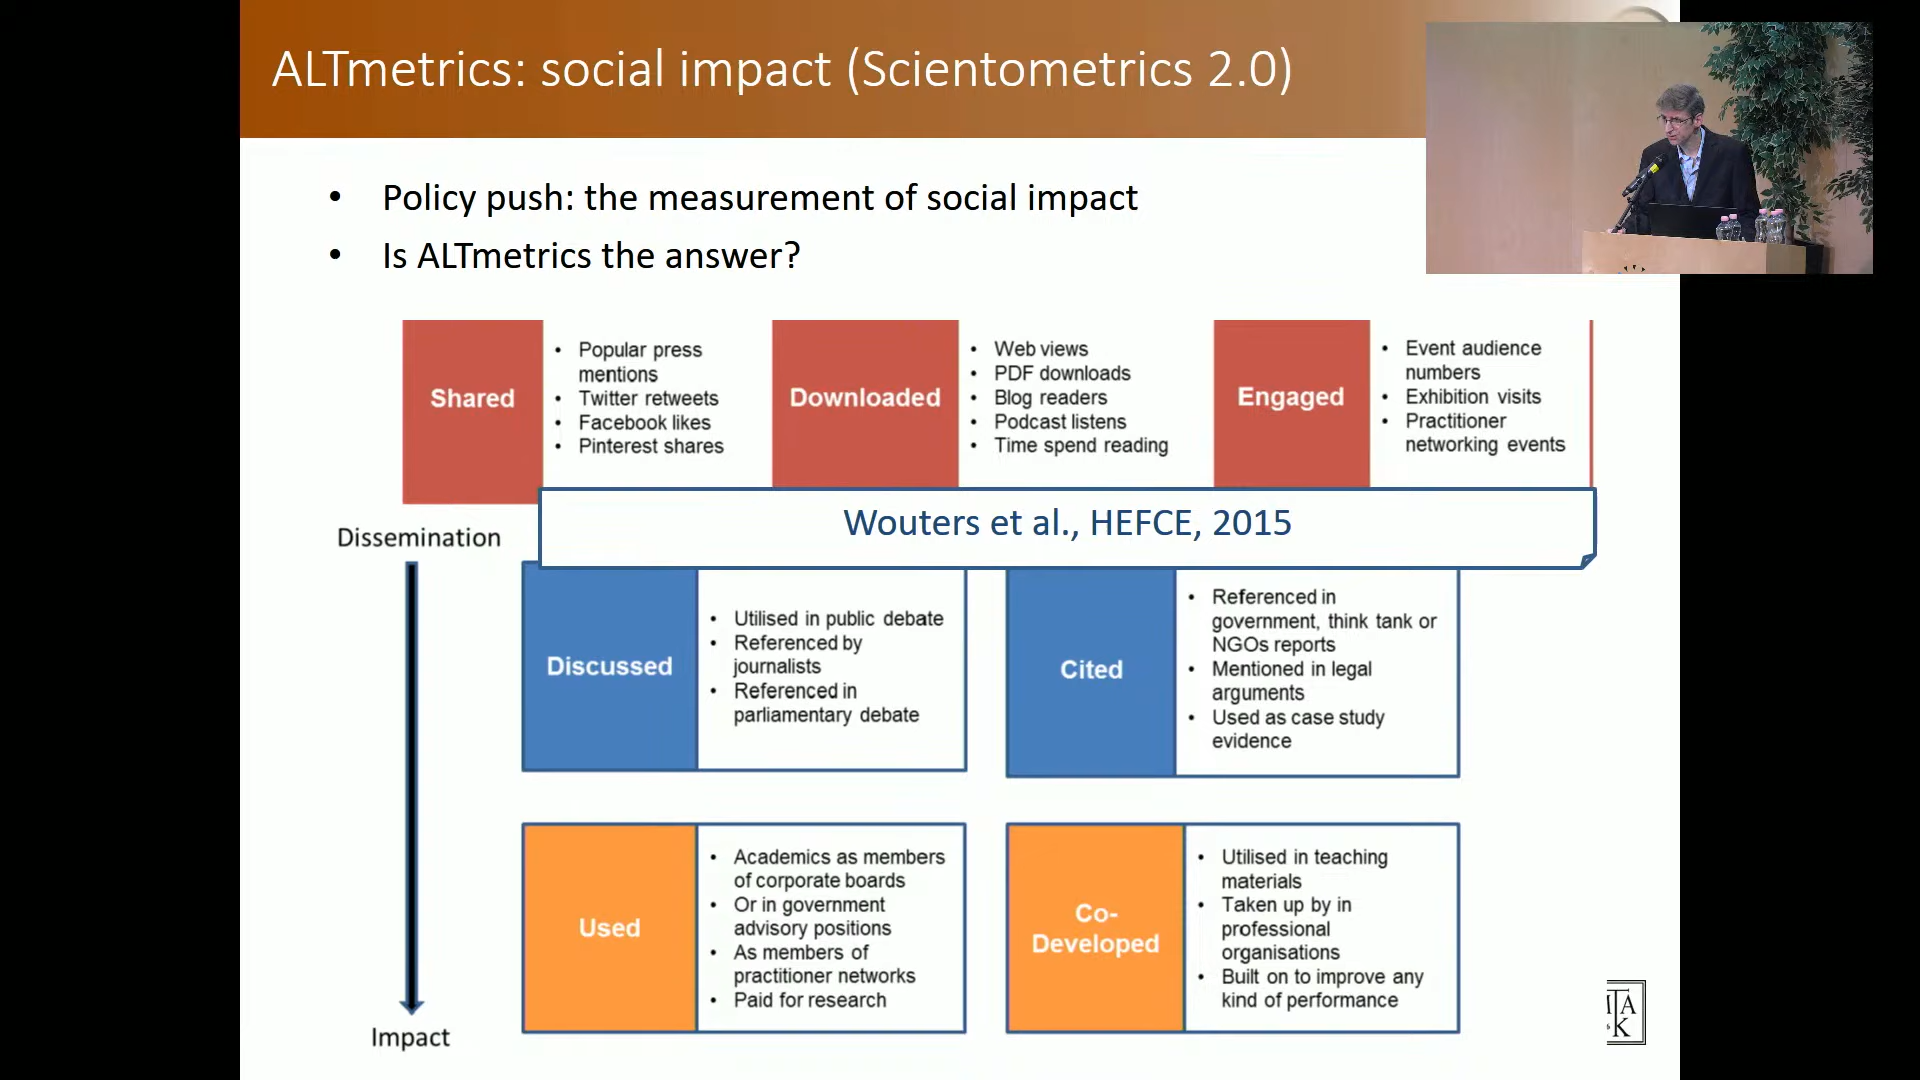 ALTmetrics: social impact (Scientometrics 2.0)
• Policy push: the measurement of social impact
• Is ALTmetrics the answer?
Shared
• Popular press
mentions
• Twitter retweets
• Facebook likes
• Pinterest shares
Downloaded
• Web views
• PDF downloads
• Blog readers
• Podcast listens
• Time spend reading
Engaged
• Event audience
numbers
• Exhibition visits
• Practitioner
networking events
Wouters et al., HEFCE, 2015
Dissemination
Discussed
• Utilised in public debate
• Referenced by
journalists
• Referenced in
parliamentary debate
Cited
• Referenced in
government, think tank or
NGOs reports
• Mentioned in legal
arguments
• Used as case study
evidence
Used
• Academics as members
of corporate boards
• Or in government
advisory positions
• As members of
practitioner networks
• Paid for research
Co-
Developed
• Utilised in teaching
materials
• Taken up by in
professional
organisations
• Built on to improve any
kind of performance
Impact
TA
K